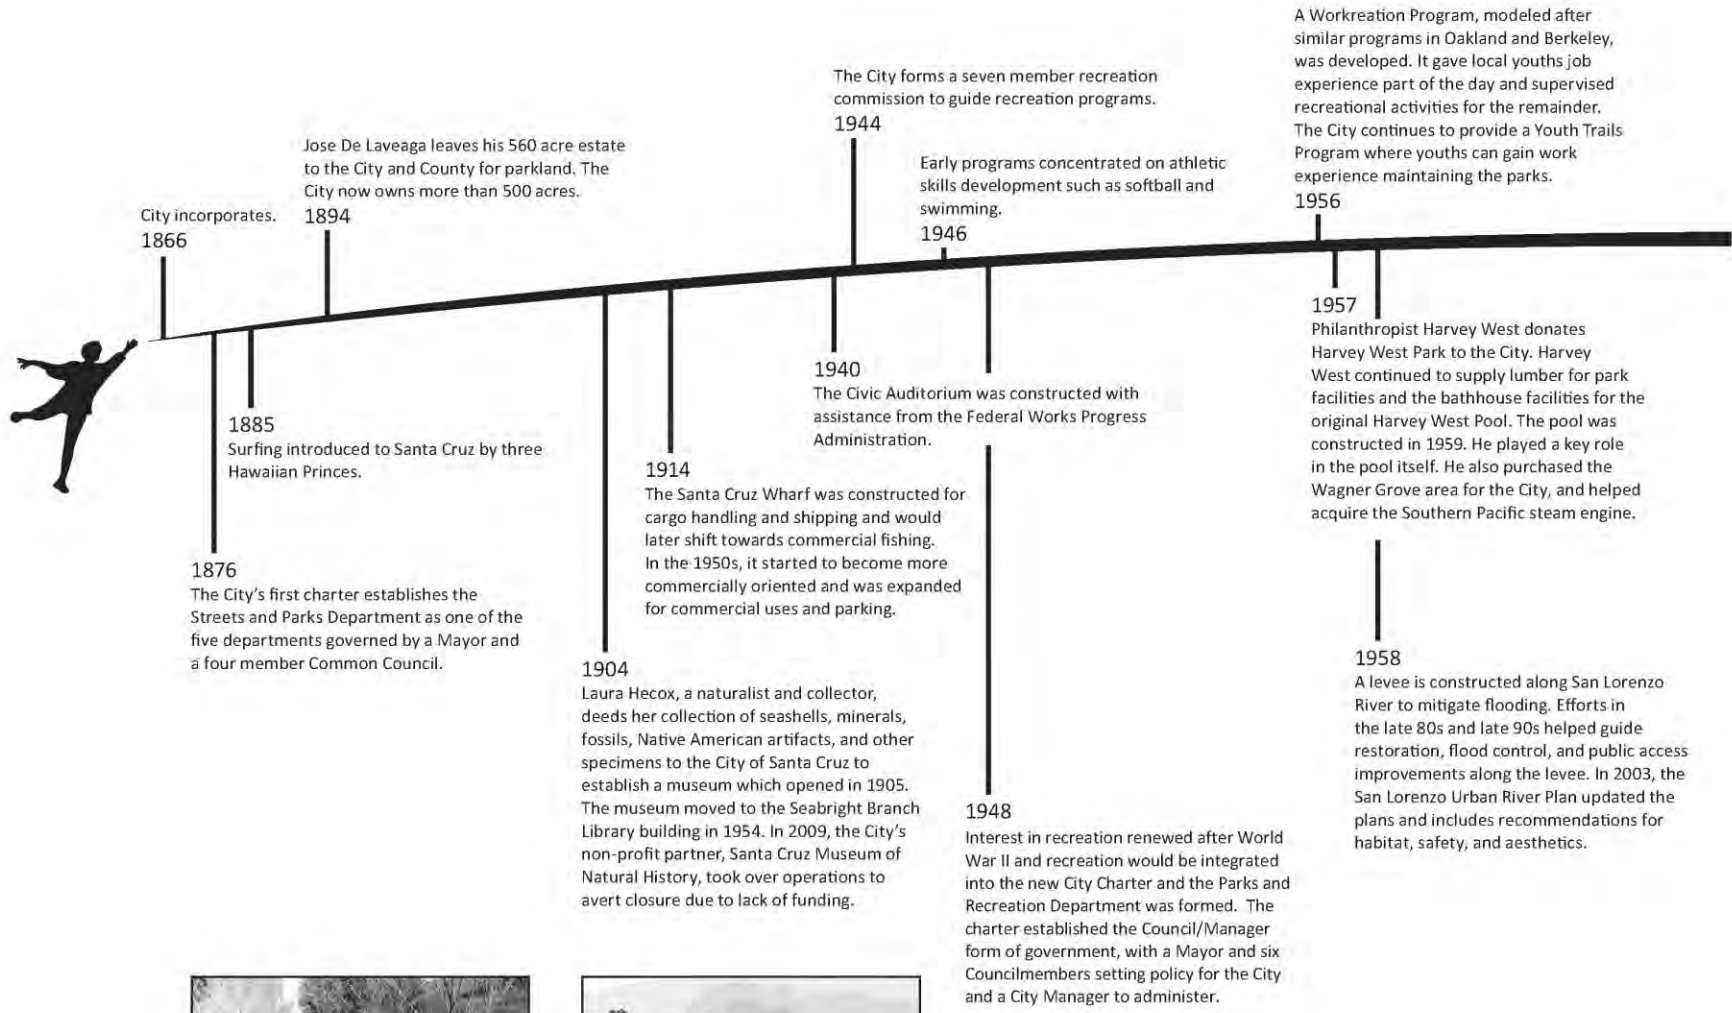 City incorporates.
1866
The City's first charter establishes the
Streets and Parks Department as one of the
five departments governed by a Mayor and
a four member Common Council.
1876
1885
Surfing introduced to Santa Cruz by three
Hawaiian Princes.
Jose De Laveaga leaves his 560 acre estate
to the City and County for parkland. The
City now owns more than 500 acres.
1894
1904
Laura Hecox, a naturalist and collector,
deeds her collection of seashells, minerals,
fossils, Native American artifacts, and other
specimens to the City of Santa Cruz to
establish a museum which opened in 1905.
The museum moved to the Seabright Branch
Library building in 1954. In 2009, the City's
non-profit partner, Santa Cruz Museum of
Natural History, took over operations to
avert closure due to lack of funding.
1914
The Santa Cruz Wharf was constructed for
cargo handling and shipping and would
later shift towards commercial fishing.
In the 1950s, it started to become more
commercially oriented and was expanded
for commercial uses and parking.
1940
The Civic Auditorium was constructed with
assistance from the Federal Works Progress
Administration.
The City forms a seven member recreation
commission to guide recreation programs.
1944
Early programs concentrated on athletic
skills development such as softball and
swimming.
1946
1948
Interest in recreation renewed after World
War II and recreation would be integrated
into the new City Charter and the Parks and
Recreation Department was formed. The
charter established the Council/Manager
form of government, with a Mayor and six
Councilmembers setting policy for the City
and a City Manager to administer.
A Workreation Program, modeled after
similar programs in Oakland and Berkeley,
was developed. It gave local youths job
experience part of the day and supervised
recreational activities for the remainder.
The City continues to provide a Youth Trails
Program where youths can gain work
experience maintaining the parks.
1956
1957
Philanthropist Harvey West donates
Harvey West Park to the City. Harvey
West continued to supply lumber for park
facilities and the bathhouse facilities for the
original Harvey West Pool. The pool was
constructed in 1959. He played a key role
in the pool itself. He also purchased the
Wagner Grove area for the City, and helped
acquire the Southern Pacific steam engine.
1958
A levee is constructed along San Lorenzo
River to mitigate flooding. Efforts in
the late 80s and late 90s helped guide
restoration, flood control, and public access
improvements along the levee. In 2003, the
San Lorenzo Urban River Plan updated the
plans and includes recommendations for
habitat, safety, and aesthetics.